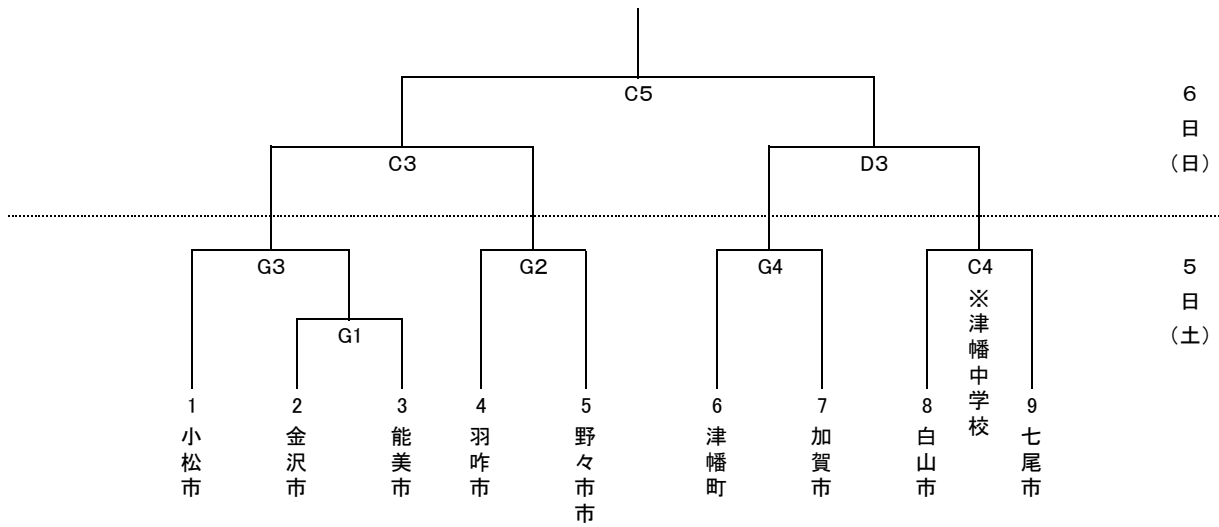 C5
6日(日)
C3
D3
G3
G2
G4
C4
5日(土)
※津幡中学校
G1
1
2
3
4
5
6
7
8
9
小松市
金沢市
能美市
羽咋市
野々市市
津幡町
加賀市
白山市
七尾市